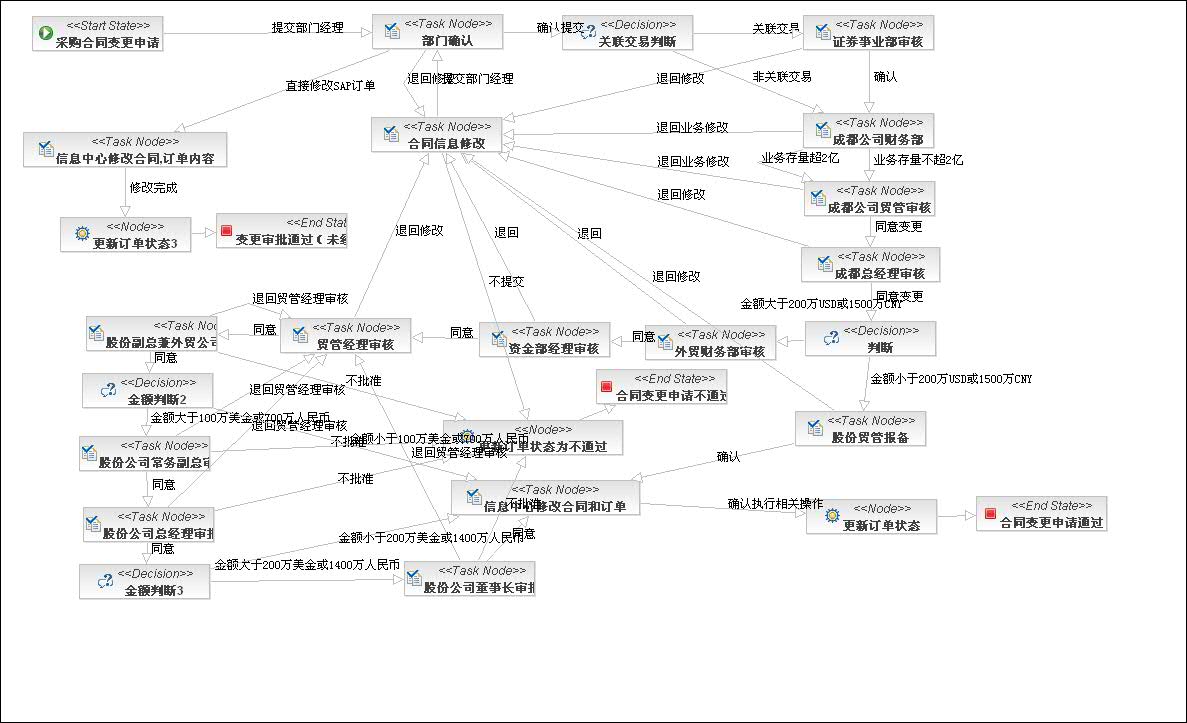 <<Start State>>
采购合同变更申请
提交部门经理
<<Task Node>>
部门确认
确认提交
<<Decision>>
关联交易判断
关联交易
<<Task Node>>
证券事业部审核
直接修改SAP订单
退回修改
提交部门经理
退回修改
非关联交易
确认
<<Task Node>>
信息中心修改合同,订单内容
<<Task Node>>
合同信息修改
退回业务修改
<<Task Node>>
成都公司财务部
业务存量超2亿
业务存量不超2亿
退回业务修改
修改完成
退回修改
<<Task Node>>
成都公司贸管审核
<<Node>>
更新订单状态3
<<End Stat
变更审批通过(未经
退回修改
退回
退回
同意变更
<<Task Node>>
成都总经理审核
不提交
退回修改
同意变更
金额大于200万USD或1500万CNY
退回贸管经理审核
<<Task No
股份副总兼外贸公司
同意
<<Task Node>>
贸管经理审核
同意
<<Task Node>>
资金部经理审核
同意
<<Task Node>>
外贸财务部审核
<<Decision>>
判断
同意
不批准
金额小于200万USD或1500万CNY
<<Decision>>
金额判断2
退回贸管经理审核
<<End State>>
合同变更申请不通过
金额大于100万美金或700万人民币
退回贸管经理审核
<<Task Node>>
股份贸管报备
<<Node>>
更新订单状态为不通过
不批准
金额小于100万美金或700万人民币
退回贸管经理审核
<<Task Node>>
股份公司常务副总审
确认
同意
不批准
<<Task Node>>
信息中心修改合同和订单
不批准
确认执行相关操作
<<Node>>
更新订单状态
<<End State>>
合同变更申请通过
<<Task Node>>
股份公司总经理审批
同意
金额小于200万美金或1400万人民币
同意
金额大于200万美金或1400万人民币
<<Decision>>
金额判断3
<<Task Node>>
股份公司董事长审批